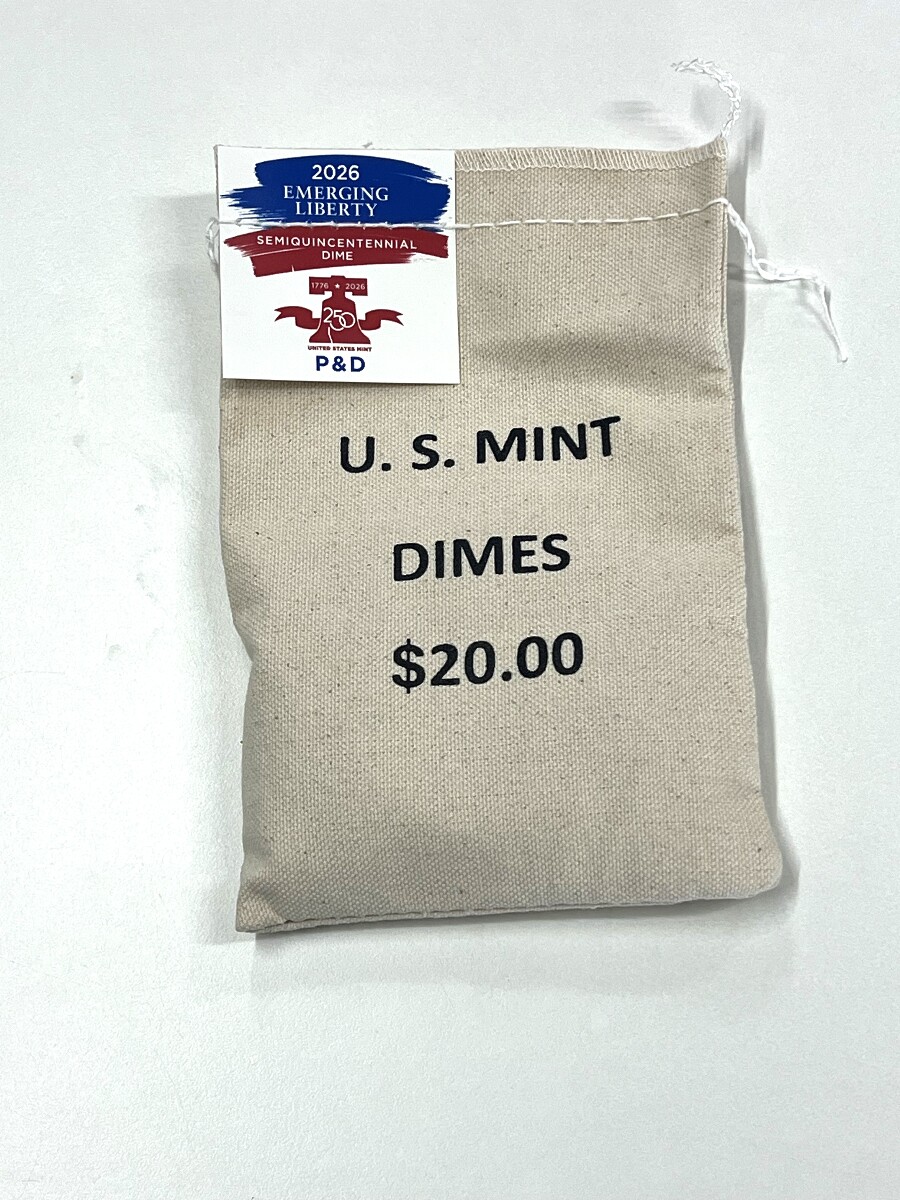 2026
EMERGING
LIBERTY
SEMIQUINCENTENNIAL
DIME
1776 ★ 2026
250
UNITED STATES MINT
P&D
U. S. MINT
DIMES
$20.00